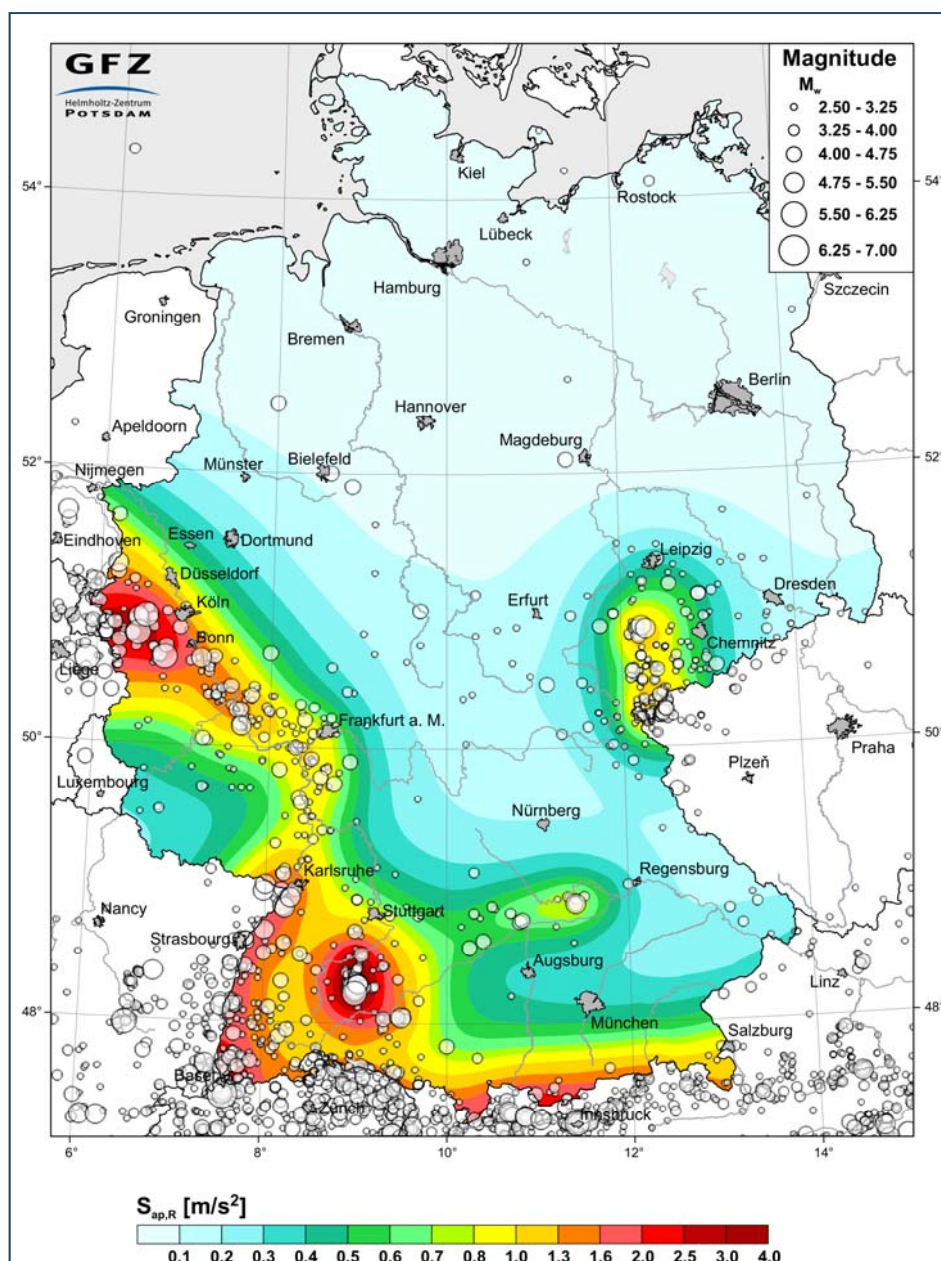 GFZ
Helmholtz-Zentrum
POTSDAM
Magnitude
Mw
2.50 - 3.25
3.25 - 4.00
4.00 - 4.75
4.75 - 5.50
5.50 - 6.25
6.25 - 7.00
54°
54°
Kiel
Rostock
Lübeck
Hamburg
Szczecin
Groningen
Bremen
Berlin
Hannover
Apeldoorn
Magdeburg
52°
52°
Nijmegen
Münster
Bielefeld
Eindhoven
Essen
Dortmund
Leipzig
Düsseldorf
Dresden
Köln
Erfurt
Bonn
Chemnitz
Liège
Frankfurt a. M.
50°
50°
Praha
Plzeň
Luxembourg
Nürnberg
Karlsruhe
Regensburg
Nancy
Stuttgart
Strasbourg
Augsburg
Linz
48°
48°
München
Salzburg
Basel
Zürich
Innsbruck
6°
8°
10°
12°
14°
Sap,R [m/s²]
0.1 0.2 0.3 0.4 0.5 0.6 0.7 0.8 1.0 1.3 1.6 2.0 2.5 3.0 4.0